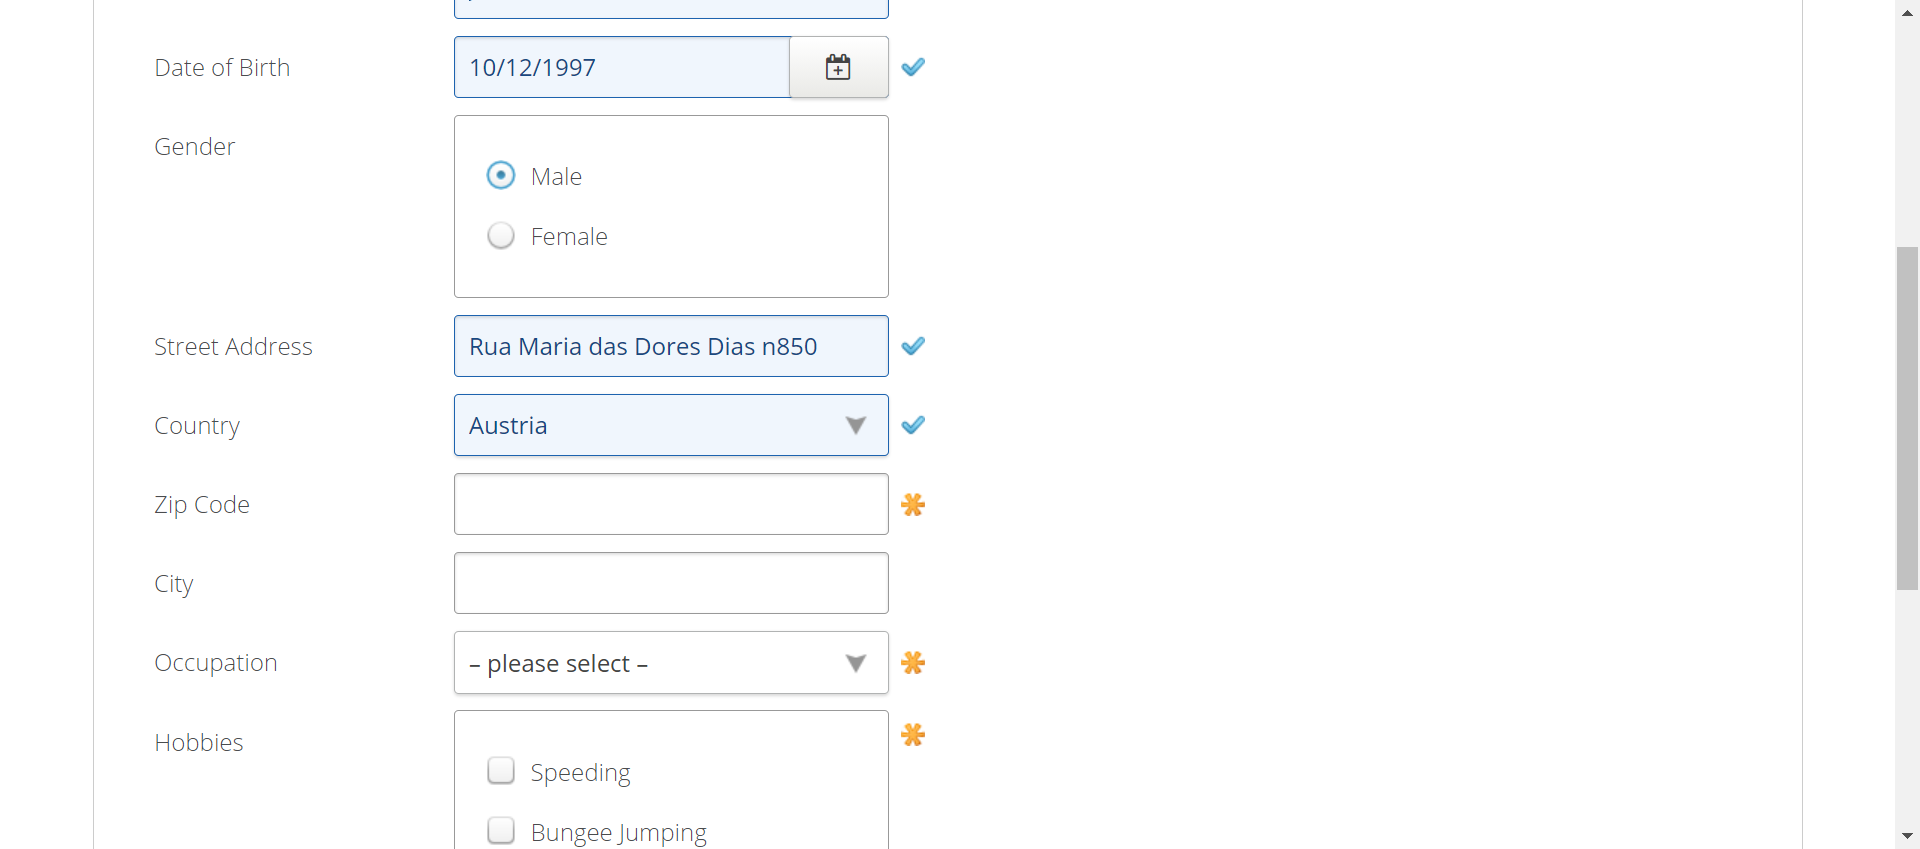 Date of Birth 10/12/1997
Gender
Male
Female
Street Address Rua Maria das Dores Dias n850
Country Austria
Zip Code
City
Occupation – please select –
Hobbies
Speeding
Bungee Jumping